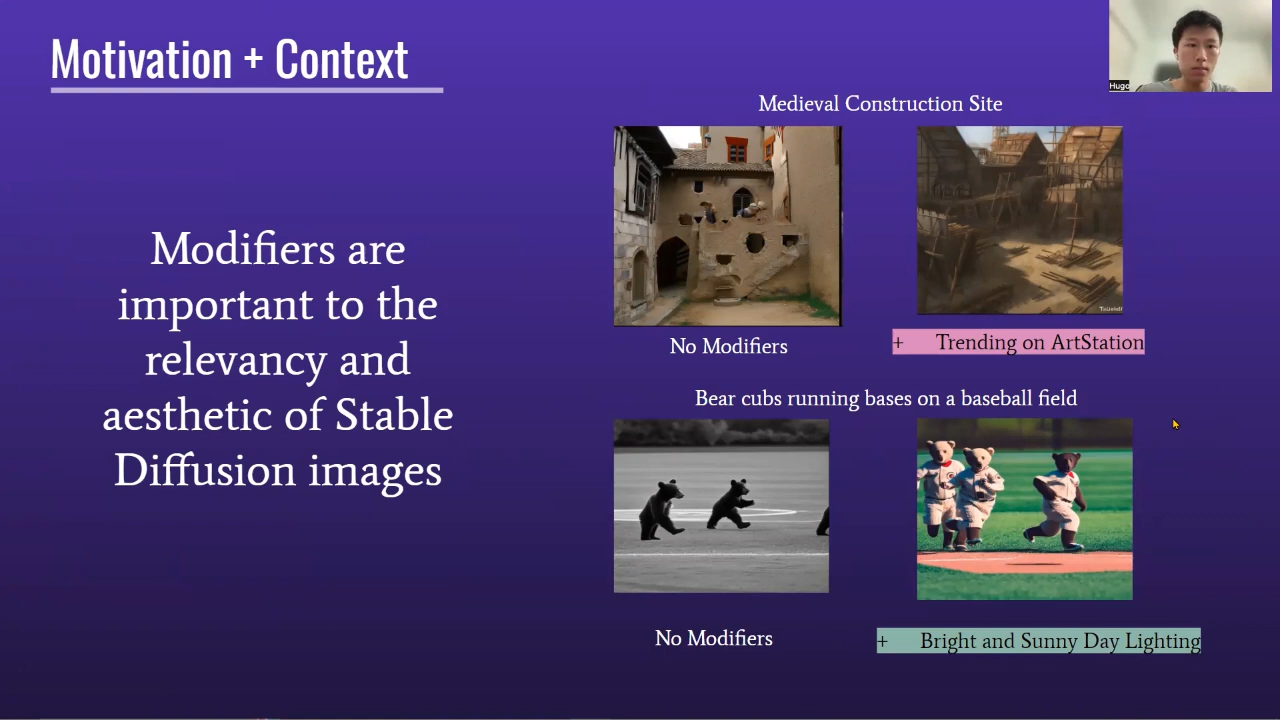 Motivation + Context
Hugo
Medieval Construction Site
Modifiers are
important to the
relevancy and
aesthetic of Stable
Diffusion images
No Modifiers
+ Trending on ArtStation
Bear cubs running bases on a baseball field
No Modifiers
+ Bright and Sunny Day Lighting